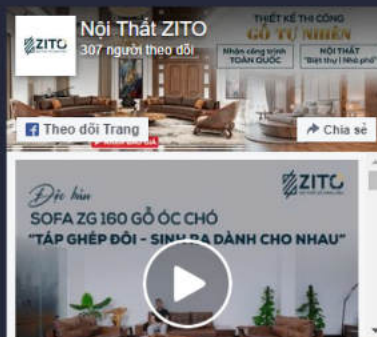 Nội Thất ZITO
307 người theo dõi
ZITO
THIẾT KẾ THI CÔNG
GỖ TỰ NHIÊN
Nhận công trình
TOÀN QUỐC
NỘI THẤT
"Biệt thự | Nhà phố"
Theo dõi Trang
Chia sẻ
ZITO
Độc bản
SOFA ZG 160 GỖ ÓC CHÓ
"TÁP GHÉP ĐÔI - SINH RA DÀNH CHO NHAU"